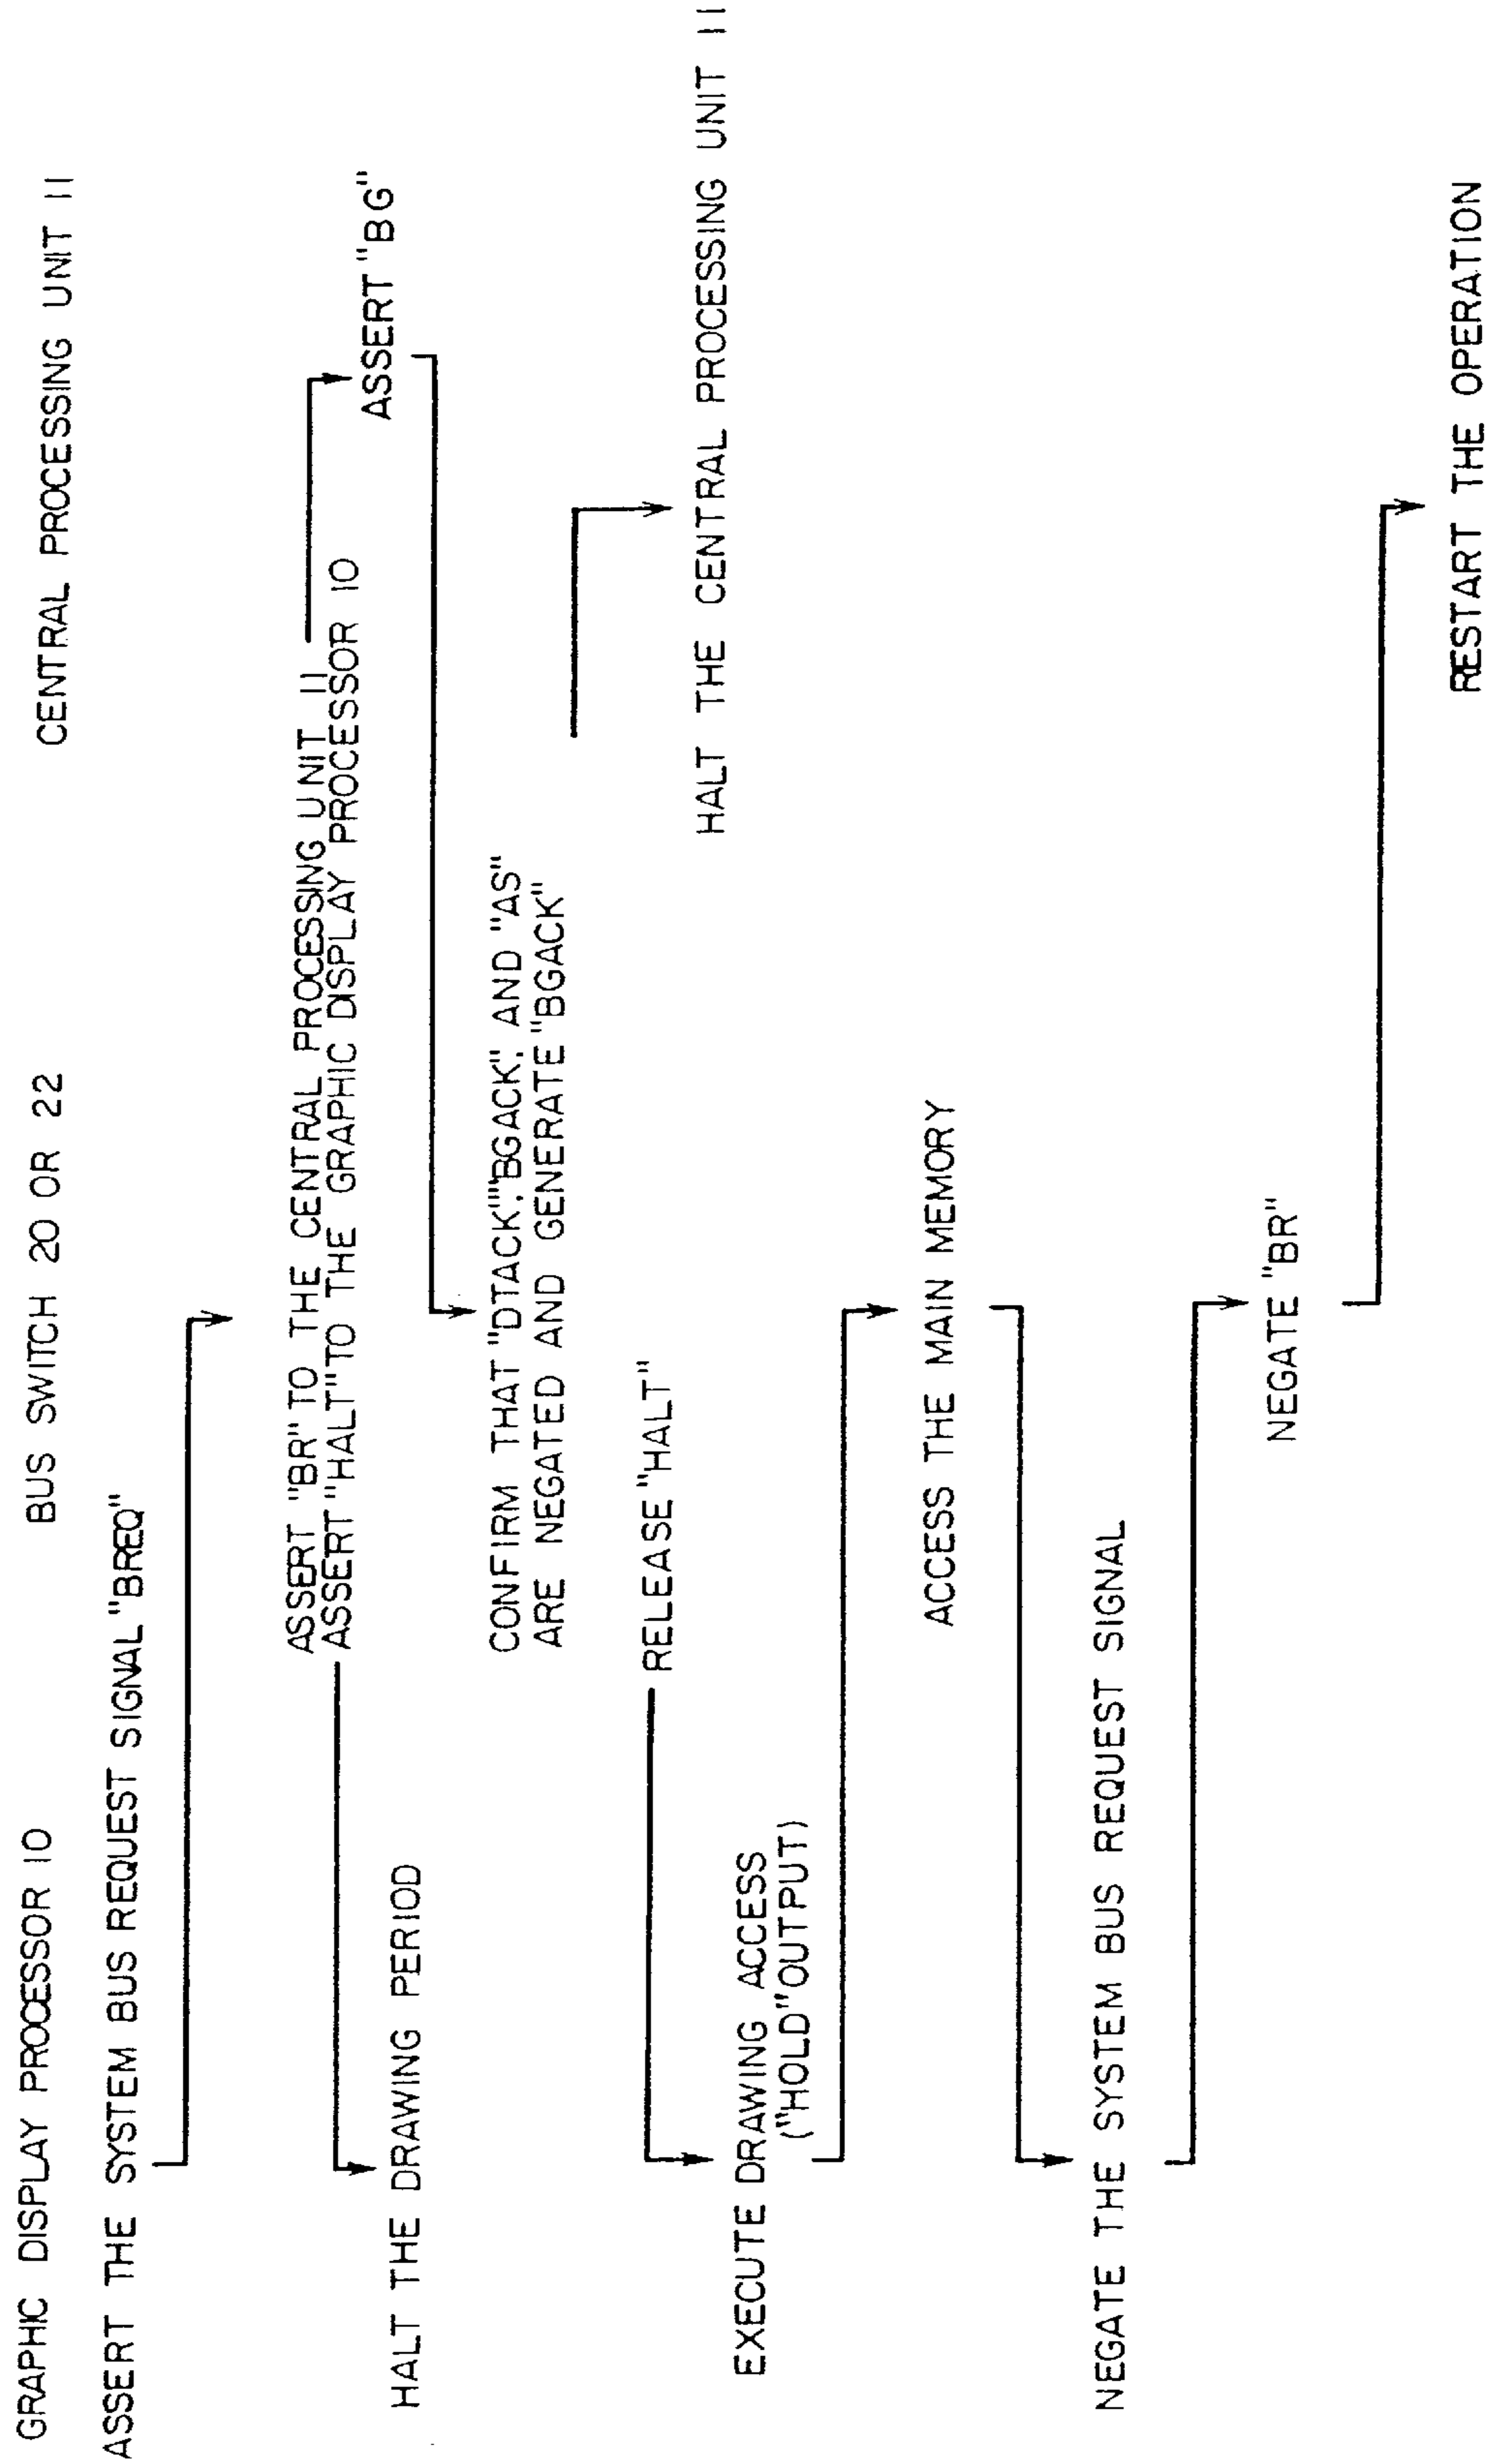 GRAPHIC DISPLAY PROCESSOR 10
BUS SWITCH 20 OR 22
CENTRAL PROCESSING UNIT 11
ASSERT THE SYSTEM BUS REQUEST SIGNAL "BREQ"
ASSERT "BR" TO THE CENTRAL PROCESSING UNIT 11
ASSERT "HALT" TO THE GRAPHIC DISPLAY PROCESSOR 10
ASSERT "BG"
HALT THE DRAWING PERIOD
CONFIRM THAT "DTACK", "BGACK", AND "AS"
ARE NEGATED AND GENERATE "BGACK"
RELEASE "HALT"
HALT THE CENTRAL PROCESSING UNIT 11
EXECUTE DRAWING ACCESS
("HOLD" OUTPUT)
ACCESS THE MAIN MEMORY
NEGATE THE SYSTEM BUS REQUEST SIGNAL
NEGATE "BR"
RESTART THE OPERATION